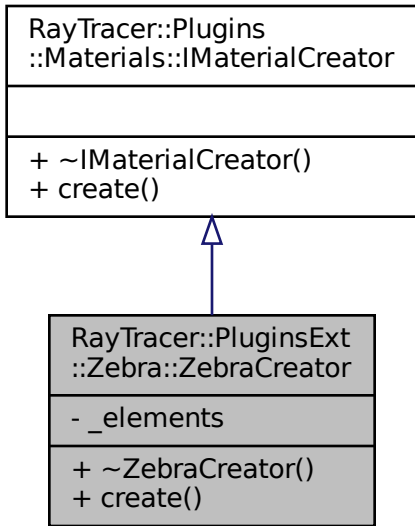 RayTracer::Plugins
::Materials::IMaterialCreator
+ ~IMaterialCreator()
+ create()
RayTracer::PluginsExt
::Zebra::ZebraCreator
- _elements
+ ~ZebraCreator()
+ create()